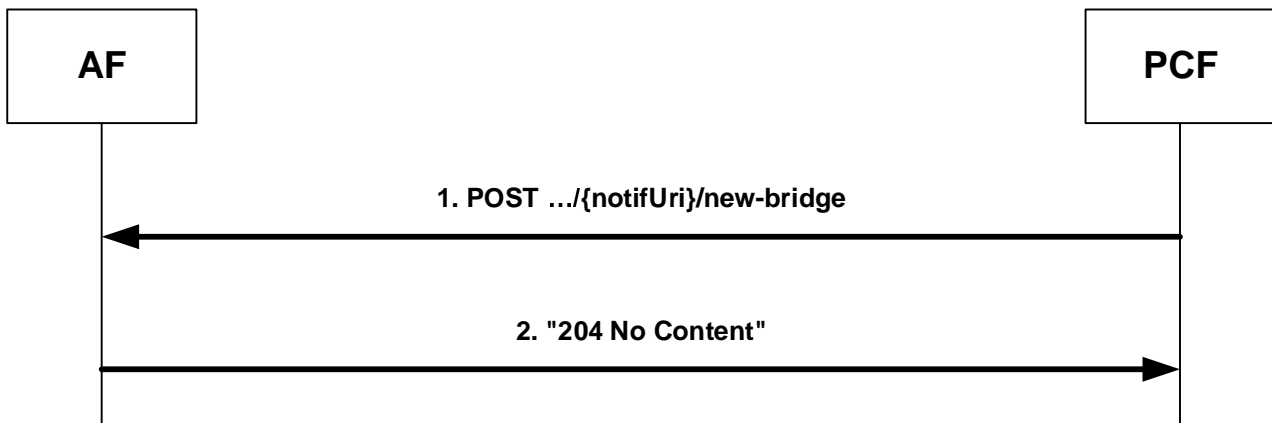 AF
PCF
1. POST …/{notifUri}/new-bridge
2. "204 No Content"